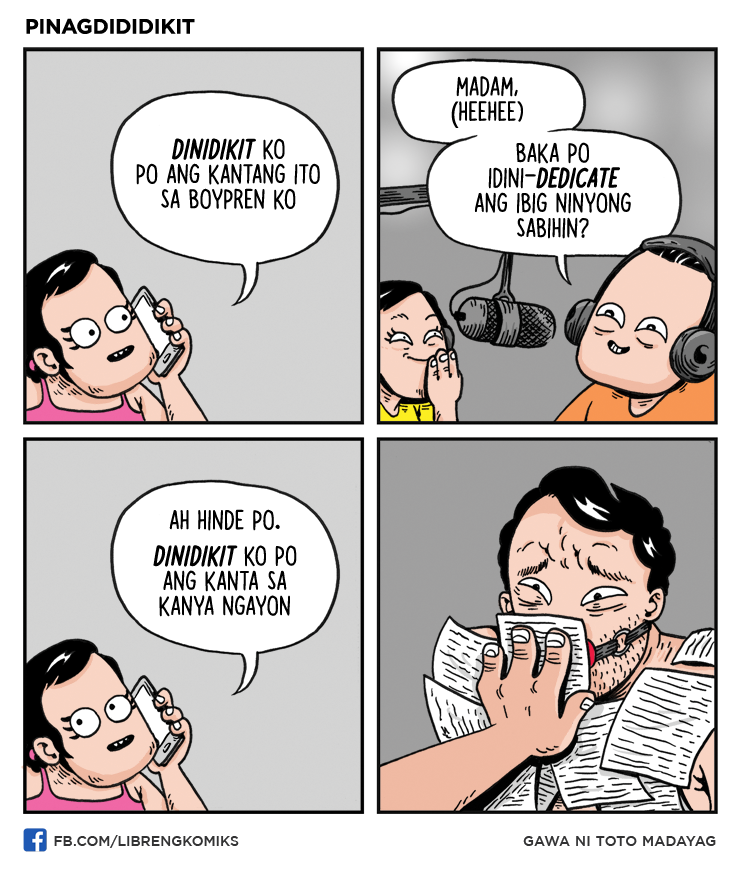 PINAGDIDIDIKIT
DINIDIKIT KO
PO ANG KANTANG ITO
SA BOYPREN KO
MADAM,
(HEEHEE)
BAKA PO
IDINI-DEDICATE
ANG IBIG NINYONG
SABIHIN?
AH HINDE PO.
DINIDIKIT KO PO
ANG KANTA SA
KANYA NGAYON
FB.COM/LIBRENGKOMIKS
GAWA NI TOTO MADAYAG